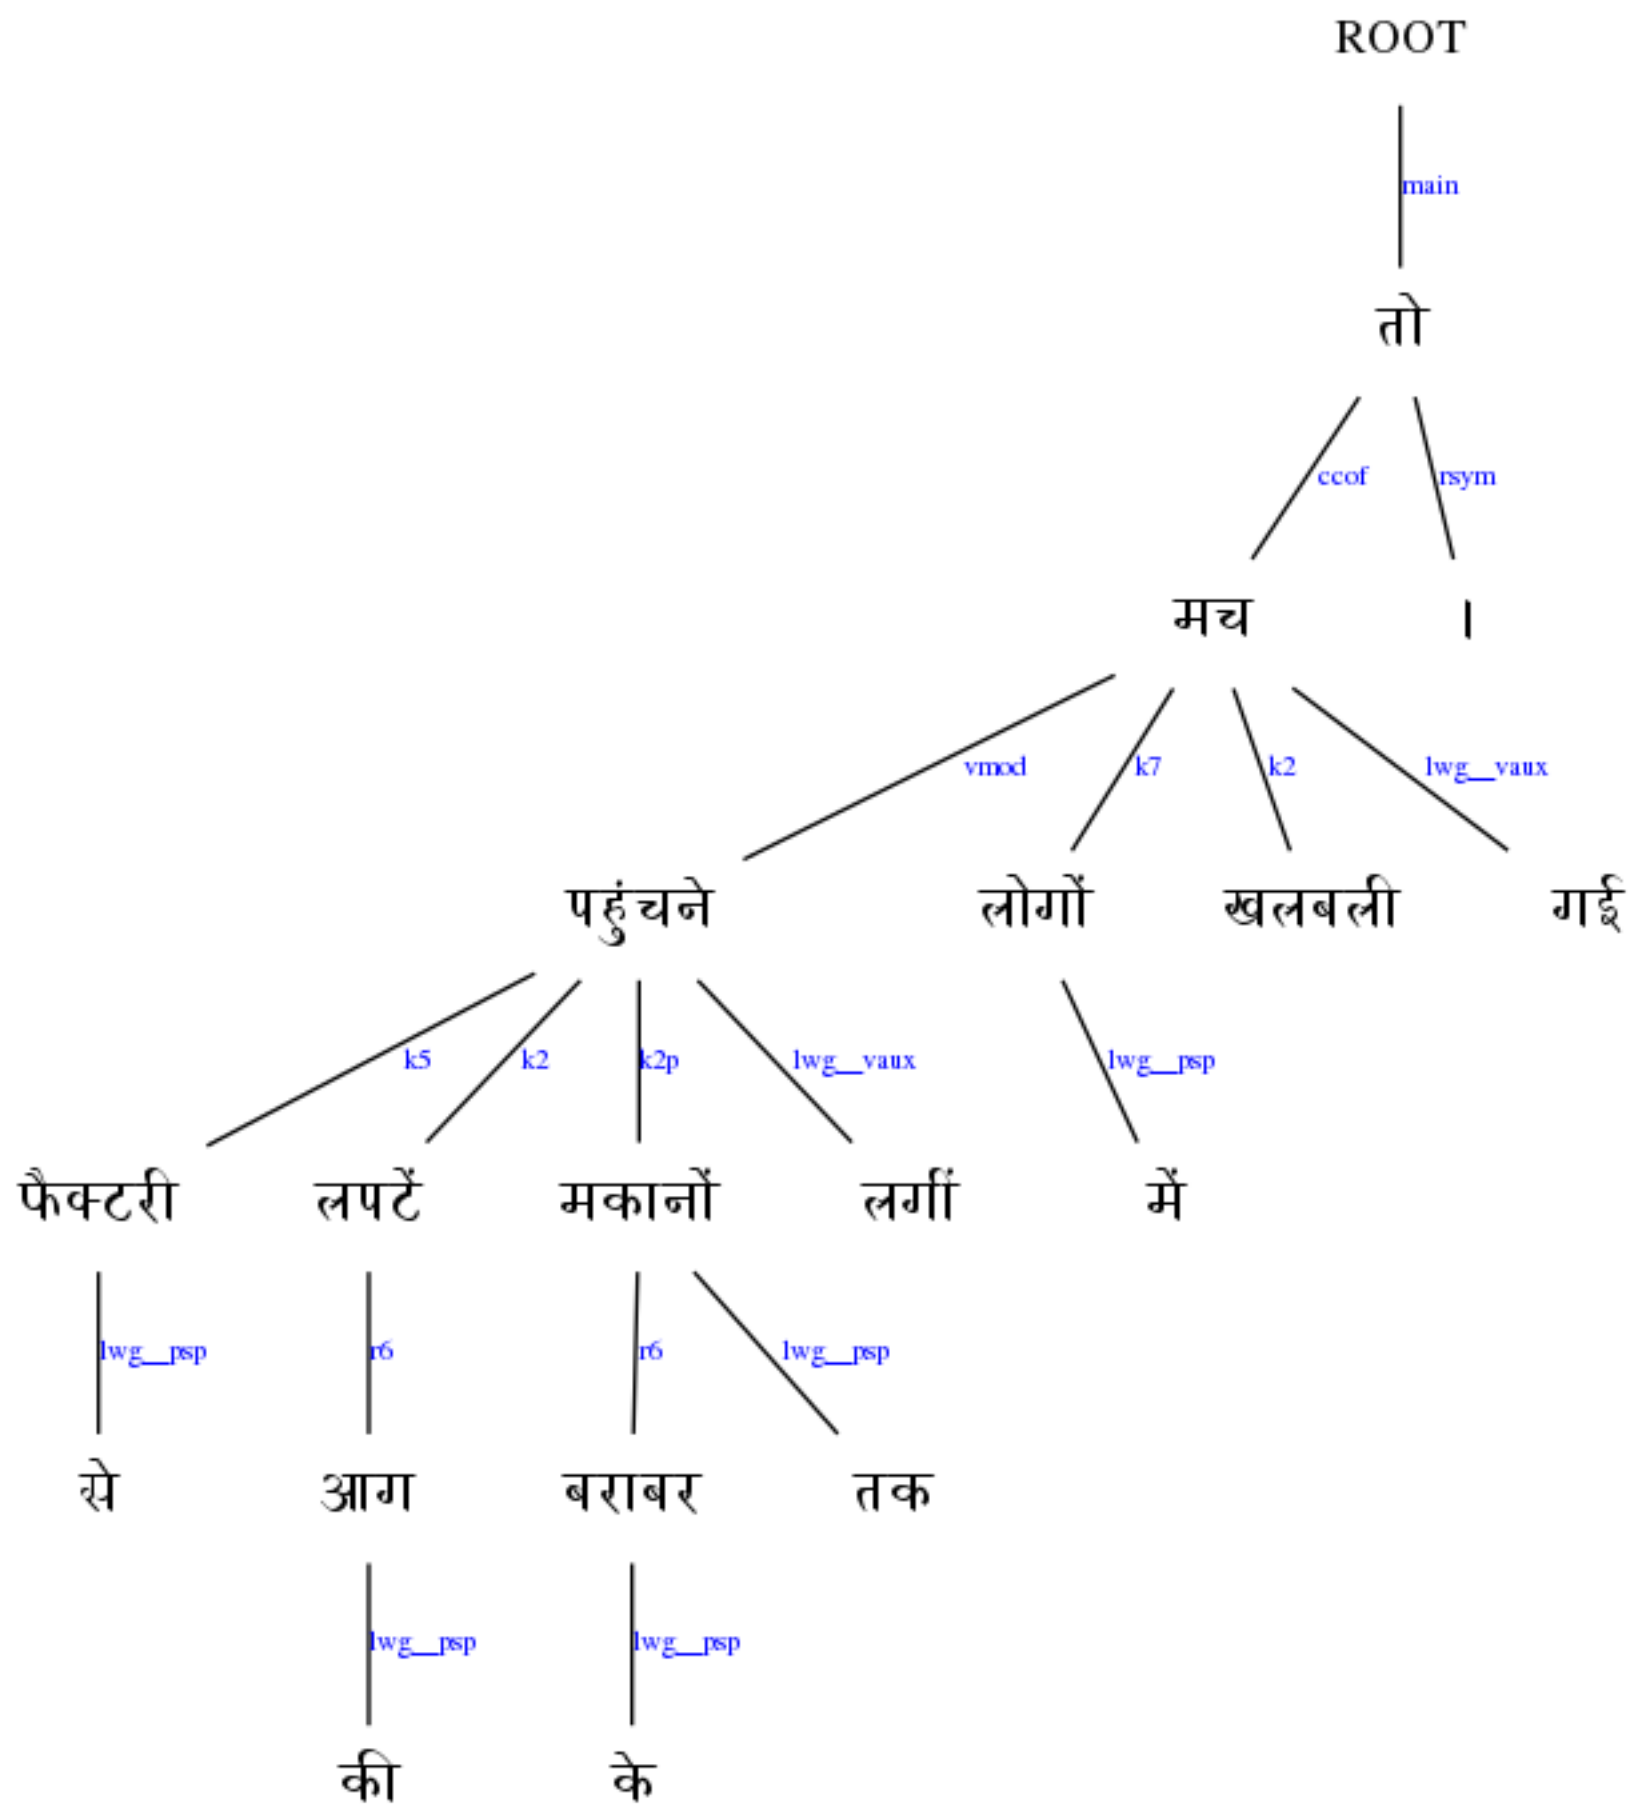 ROOT
main
तो
ccof rsym
मच ।
vmod k7 k2 lwg__vaux
पहुंचने लोगों खलबली गई
k5 k2 k2p lwg__vaux lwg__psp
फैक्टरी लपटें मकानों लगीं में
lwg__psp r6 r6 lwg__psp
से आग बराबर तक
lwg__psp lwg__psp
की के